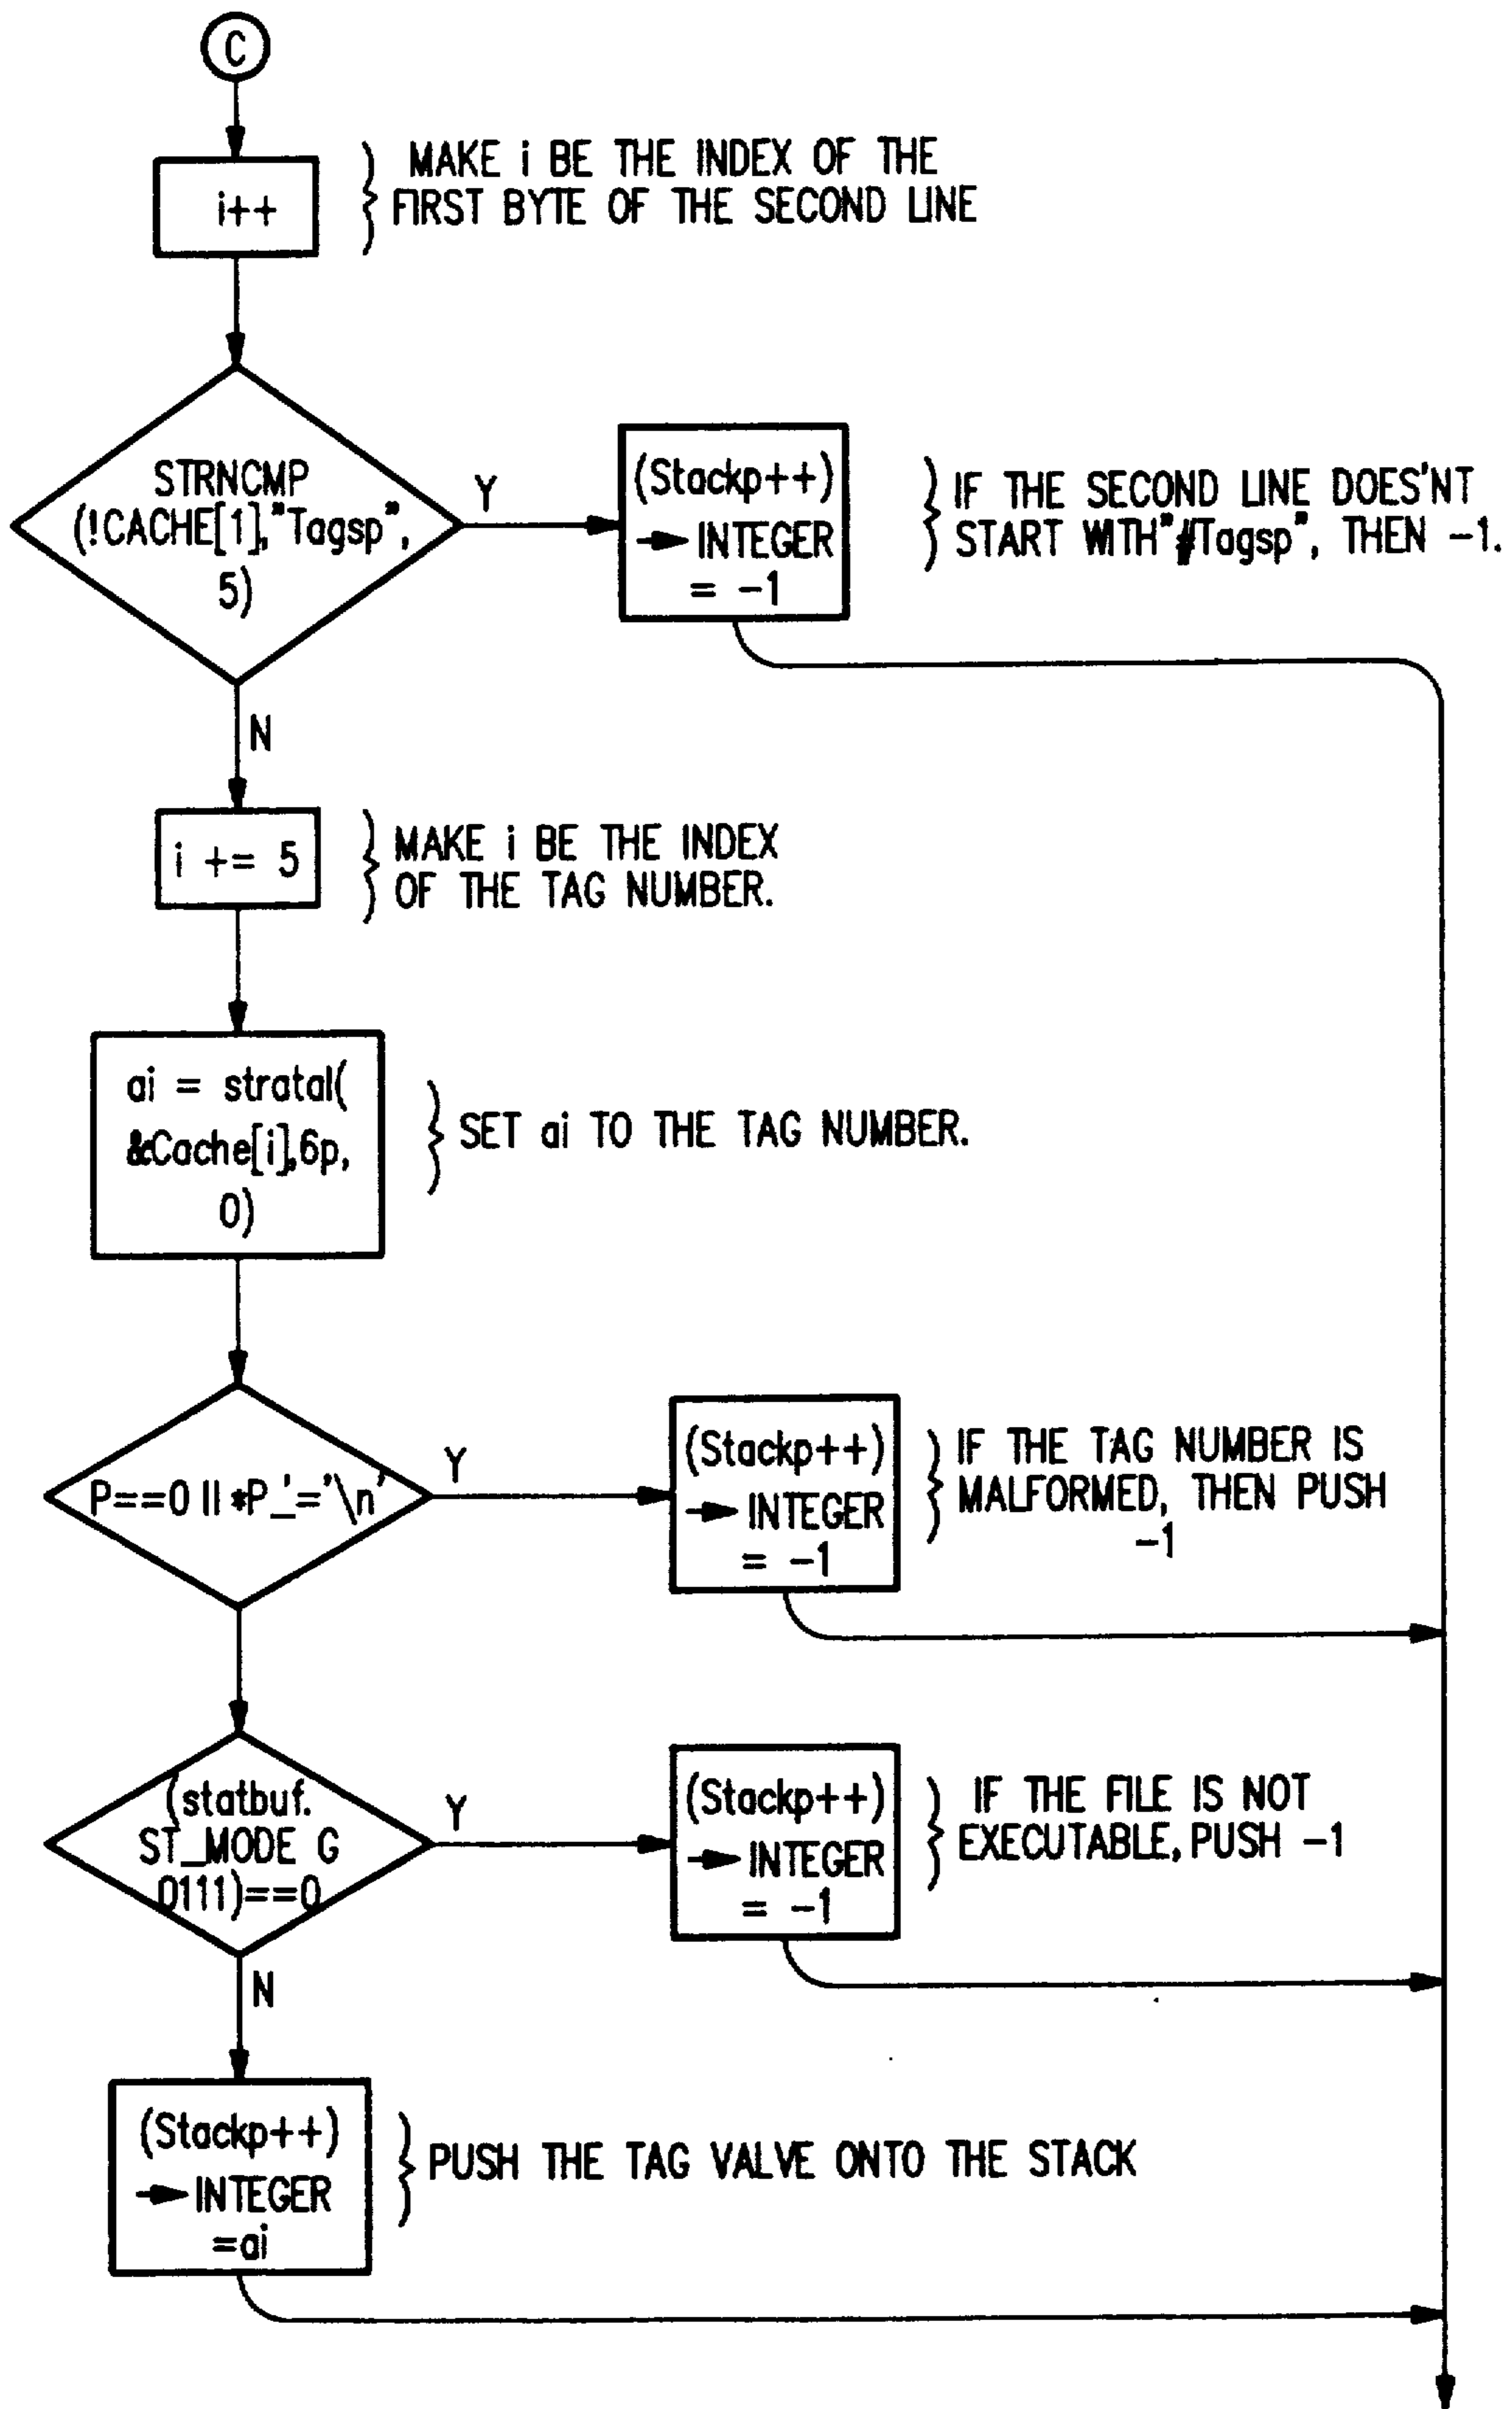 C
i++
} MAKE i BE THE INDEX OF THE
FIRST BYTE OF THE SECOND LINE
STRNCMP
(!CACHE[1],"Tagsp",
5)
Y
(Stackp++)
→ INTEGER
= -1
} IF THE SECOND LINE DOES'NT
START WITH"#Tagsp", THEN -1.
N
i += 5
} MAKE i BE THE INDEX
OF THE TAG NUMBER.
ai = stratal(
&Cache[i],6p,
0)
} SET ai TO THE TAG NUMBER.
P==0 || *P_'='\n'
Y
(Stackp++)
→ INTEGER
= -1
} IF THE TAG NUMBER IS
MALFORMED, THEN PUSH
-1
(statbuf.
ST_MODE G
0111)==0
Y
(Stackp++)
→ INTEGER
= -1
} IF THE FILE IS NOT
EXECUTABLE, PUSH -1
N
(Stackp++)
→ INTEGER
=ai
} PUSH THE TAG VALVE ONTO THE STACK